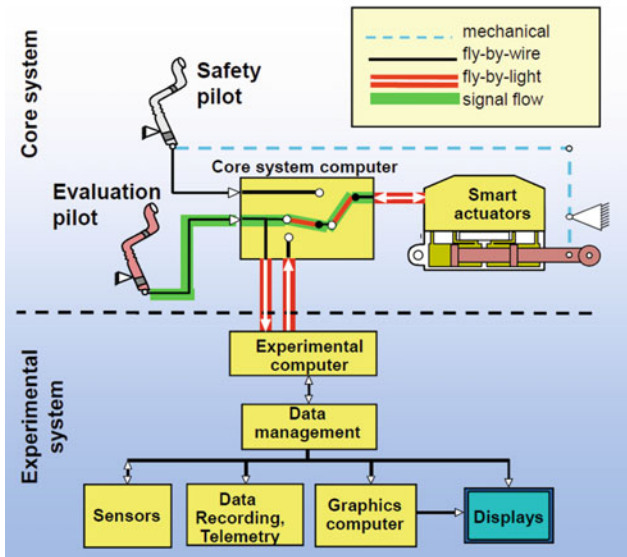 mechanical
fly-by-wire
fly-by-light
signal flow
Core system
Safety
pilot
Core system computer
Evaluation
pilot
Smart
actuators
Experimental
system
Experimental
computer
Data
management
Sensors
Data
Recording,
Telemetry
Graphics
computer
Displays